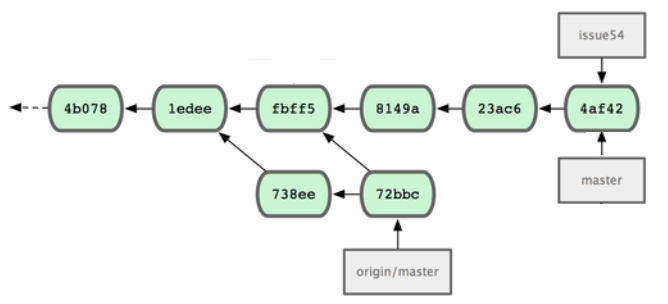 issue54
4b078
1edee
fbff5
8149a
23ac6
4af42
738ee
72bbc
master
origin/master